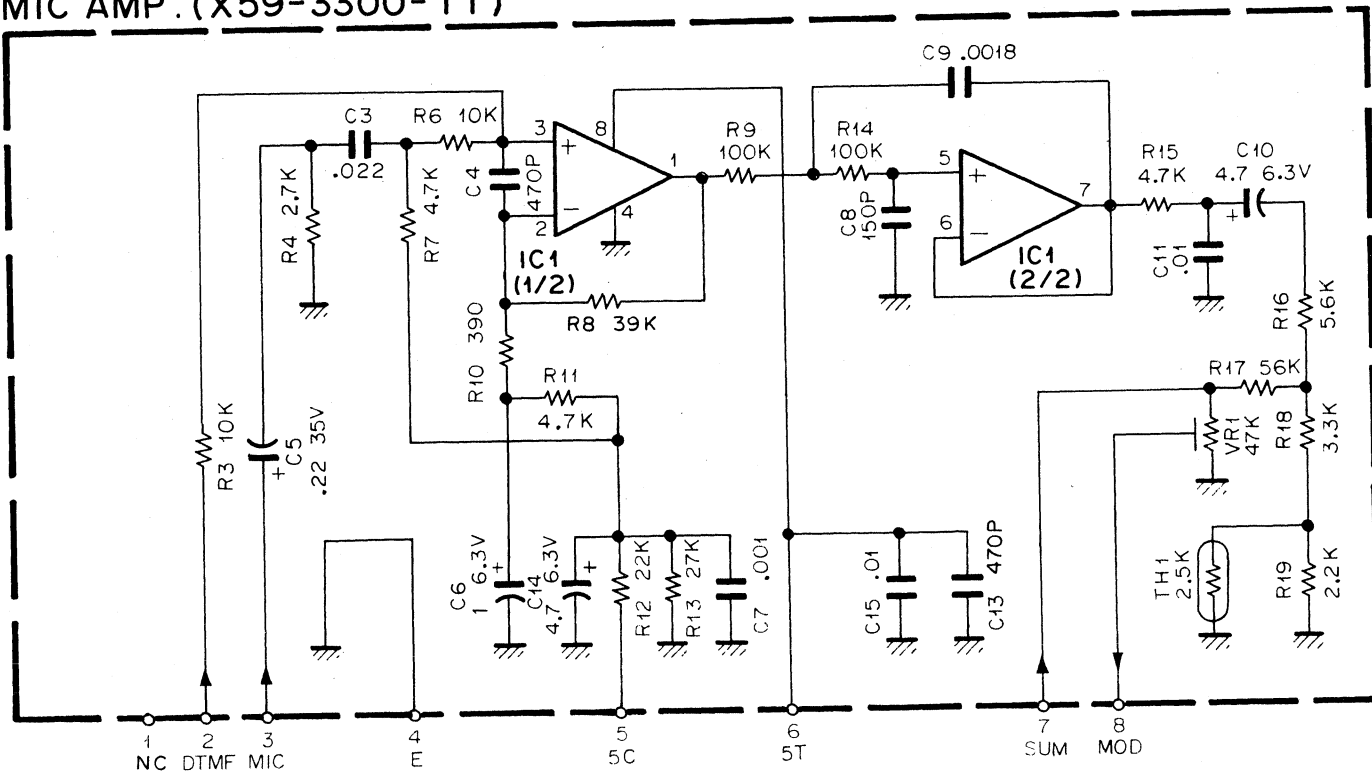 MIC AMP. (X59-3300-11)
C9 .0018
C3
.022
R6 10K
3
8
+
1
R9
100K
R14
100K
5
+
7
R15
4.7K
C10
4.7 6.3V
+
R4 2.7K
R7 4.7K
C4
470P
−
2
4
IC1
(1/2)
C8
150P
6
−
IC1
(2/2)
C11
.01
R8 39K
R16
5.6K
R10 390
R11
4.7K
R17 56K
R3 10K
C5
.22 35V
+
VR1
47K
R18
3.3K
C6
1 6.3V
+
C14
4.7 6.3V
+
R12 22K
R13 27K
C7 .001
C15 .01
C13 470P
TH1
2.5K
R19
2.2K
1
NC
2
DTMF
3
MIC
4
E
5
5C
6
5T
7
SUM
8
MOD